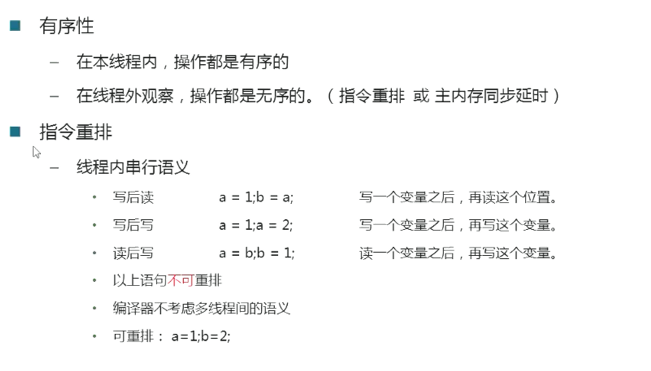 有序性
– 在本线程内，操作都是有序的
– 在线程外观察，操作都是无序的。（ 指令重排 或 主内存同步延时 ）
指令重排
– 线程内串行语义
• 写后读 a = 1;b = a; 写一个变量之后，再读这个位置。
• 写后写 a = 1;a = 2; 写一个变量之后，再写这个变量。
• 读后写 a = b;b = 1; 读一个变量之后，再写这个变量。
• 以上语句不可重排
• 编译器不考虑多线程间的语义
• 可重排： a=1;b=2;